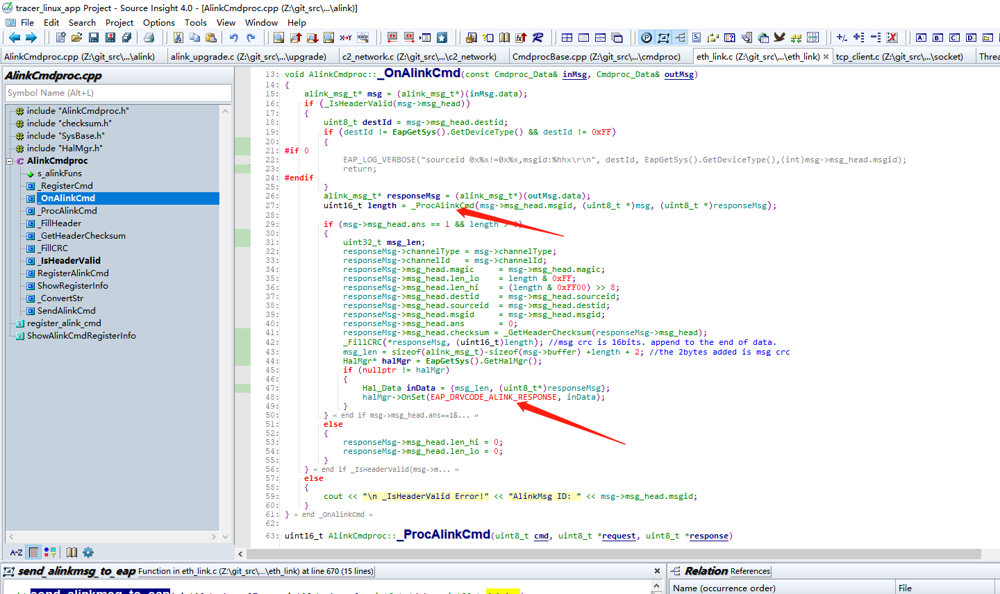 tracer_linux_app Project - Source Insight 4.0 - [AlinkCmdproc.cpp (Z:\git_src\...\alink)]
File Edit Search Project Options Tools View Window Help
AlinkCmdproc.cpp (Z:\git_src\...\alink) alink_upgrade.c (Z:\git_src\...\upgrade) c2_network.c (Z:\git_src\...\c2_network) CmdprocBase.cpp (Z:\git_src\...\cmdproc) eth_link.c (Z:\git_src\...\eth_link) tcp_client.c (Z:\git_src\...\socket) Threa
AlinkCmdproc.cpp
Symbol Name (Alt+L)
include "AlinkCmdproc.h"
include "checksum.h"
include "SysBase.h"
include "HalMgr.h"
AlinkCmdproc
s_alinkFuns
_RegisterCmd
_OnAlinkCmd
_ProcAlinkCmd
_FillHeader
_GetHeaderChecksum
_FillCRC
_IsHeaderValid
RegisterAlinkCmd
ShowRegisterInfo
_ConvertStr
SendAlinkCmd
register_alink_cmd
ShowAlinkCmdRegisterInfo
A-Z
13: void AlinkCmdproc::_OnAlinkCmd(const Cmdproc_Data& inMsg, Cmdproc_Data& outMsg)
14: {
15: alink_msg_t* msg = (alink_msg_t*)(inMsg.data);
16: if (_IsHeaderValid(msg->msg_head))
17: {
18: uint8_t destId = msg->msg_head.destid;
19: if (destId != EapGetSys().GetDeviceType() && destId != 0xFF)
20: {
21: #if 0
22: EAP_LOG_VERBOSE("sourceid 0x%x!=0x%x,msgid:%hhx\r\n", destId, EapGetSys().GetDeviceType(),(int)msg->msg_head.msgid);
23: return;
24: #endif
25: }
26: alink_msg_t* responseMsg = (alink_msg_t*)(outMsg.data);
27: uint16_t length = _ProcAlinkCmd(msg->msg_head.msgid, (uint8_t *)msg, (uint8_t *)responseMsg);
28:
29: if (msg->msg_head.ans == 1 && length > 0)
30: {
31: uint32_t msg_len;
32: responseMsg->channelType = msg->channelType;
33: responseMsg->channelId = msg->channelId;
34: responseMsg->msg_head.magic = msg->msg_head.magic;
35: responseMsg->msg_head.len_lo = length & 0xFF;
36: responseMsg->msg_head.len_hi = (length & 0xFF00) >> 8;
37: responseMsg->msg_head.destid = msg->msg_head.sourceid;
38: responseMsg->msg_head.sourceid = msg->msg_head.destid;
39: responseMsg->msg_head.msgid = msg->msg_head.msgid;
40: responseMsg->msg_head.ans = 0;
41: responseMsg->msg_head.checksum = _GetHeaderChecksum(responseMsg->msg_head);
42: _FillCRC(*responseMsg, (uint16_t)length); //msg crc is 16bits. append to the end of data.
43: msg_len = sizeof(alink_msg_t)-sizeof(msg->buffer) +length + 2; //the 2bytes added is msg crc
44: HalMgr* halMgr = EapGetSys().GetHalMgr();
45: if (nullptr != halMgr)
46: {
47: Hal_Data inData = {msg_len, (uint8_t*)responseMsg};
48: halMgr->OnSet(EAP_DRVCODE_ALINK_RESPONSE, inData);
49: }
50: } « end if msg->msg_head.ans==1&... »
51: else
52: {
53: responseMsg->msg_head.len_hi = 0;
54: responseMsg->msg_head.len_lo = 0;
55: }
56: } « end if _IsHeaderValid(msg->m... »
57: else
58: {
59: cout << "\n _IsHeaderValid Error!" << "AlinkMsg ID: " << msg->msg_head.msgid;
60: }
61: } « end _OnAlinkCmd »
62:
63: uint16_t AlinkCmdproc::_ProcAlinkCmd(uint8_t cmd, uint8_t *request, uint8_t *response)
send_alinkmsg_to_eap Function in eth_link.c (Z:\git_src\...\eth_link) at line 670 (15 lines)
Relation References
Name (occurrence order) File
send_alinkmsg_to_eap